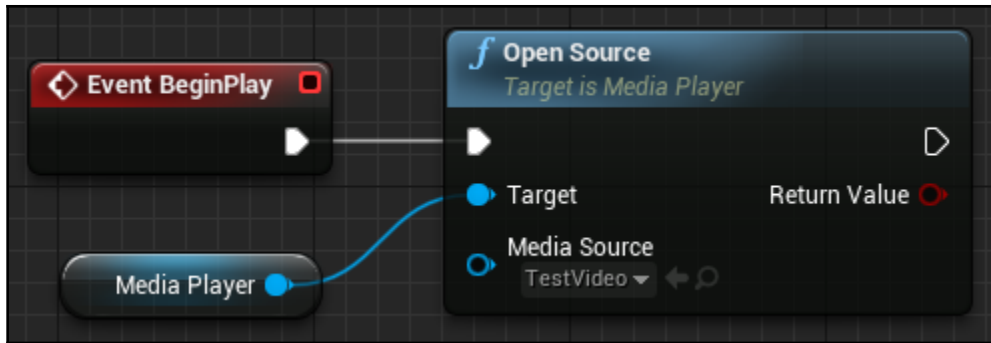 Event BeginPlay
Open Source
Target is Media Player
Target
Return Value
Media Source
TestVideo
Media Player